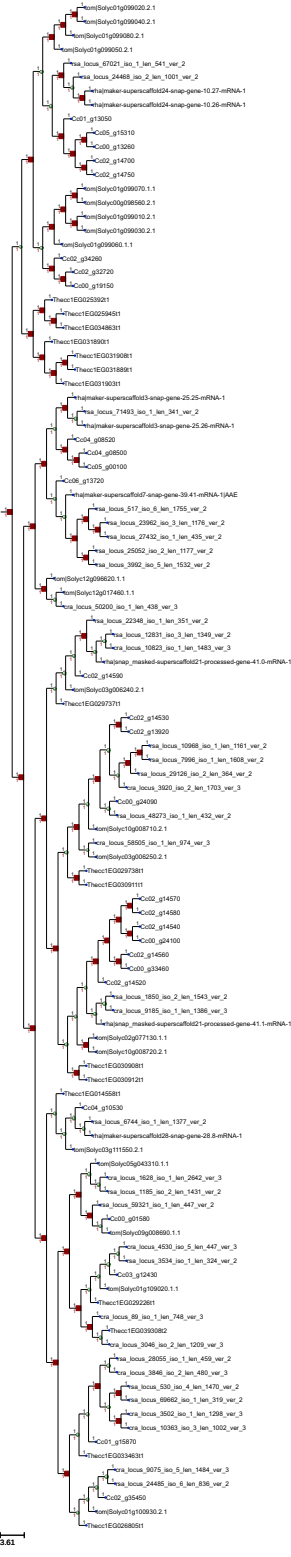 tom|Solyc01g099020.2.1
tom|Solyc01g099040.2.1
tom|Solyc01g099080.2.1
tom|Solyc01g099050.2.1
rsa_locus_67021_iso_1_len_541_ver_2
rsa_locus_24468_iso_2_len_1001_ver_2
rha|maker-superscaffold24-snap-gene-10.27-mRNA-1
rha|maker-superscaffold24-snap-gene-10.26-mRNA-1
Cc01_g13050
Cc05_g15310
Cc00_g13260
Cc02_g14700
Cc02_g14750
tom|Solyc01g099070.1.1
tom|Solyc00g098560.2.1
tom|Solyc01g099010.2.1
tom|Solyc01g099030.2.1
tom|Solyc01g099060.1.1
Cc02_g34260
Cc02_g32720
Cc00_g19150
Thecc1EG025392t1
Thecc1EG025945t1
Thecc1EG034863t1
Thecc1EG031890t1
Thecc1EG031908t1
Thecc1EG031889t1
Thecc1EG031903t1
rha|maker-superscaffold3-snap-gene-25.25-mRNA-1
rsa_locus_71493_iso_1_len_341_ver_2
rha|maker-superscaffold3-snap-gene-25.26-mRNA-1
Cc04_g08520
Cc04_g08500
Cc05_g00100
Cc06_g13720
rha|maker-superscaffold7-snap-gene-39.41-mRNA-1|AAE
rsa_locus_517_iso_6_len_1755_ver_2
rsa_locus_23962_iso_3_len_1176_ver_2
rsa_locus_27432_iso_1_len_435_ver_2
rsa_locus_25052_iso_2_len_1177_ver_2
rsa_locus_3992_iso_5_len_1532_ver_2
tom|Solyc12g096620.1.1
tom|Solyc12g017460.1.1
cra_locus_50200_iso_1_len_438_ver_3
rsa_locus_22348_iso_1_len_351_ver_2
rsa_locus_12831_iso_3_len_1349_ver_2
cra_locus_10823_iso_1_len_1483_ver_3
rha|snap_masked-superscaffold21-processed-gene-41.0-mRNA-1
Cc02_g14590
tom|Solyc03g006240.2.1
Thecc1EG029737t1
Cc02_g14530
Cc02_g13920
rsa_locus_10968_iso_1_len_1161_ver_2
rsa_locus_7996_iso_1_len_1608_ver_2
rsa_locus_29126_iso_2_len_364_ver_2
cra_locus_3920_iso_2_len_1703_ver_3
Cc00_g24090
rsa_locus_48273_iso_1_len_432_ver_2
tom|Solyc10g008710.2.1
cra_locus_58505_iso_1_len_974_ver_3
tom|Solyc03g006250.2.1
Thecc1EG029738t1
Thecc1EG030911t1
Cc02_g14570
Cc02_g14580
Cc02_g14540
Cc00_g24100
Cc02_g14560
Cc00_g33460
Cc02_g14520
rsa_locus_1850_iso_2_len_1543_ver_2
cra_locus_9185_iso_1_len_1386_ver_3
rha|snap_masked-superscaffold21-processed-gene-41.1-mRNA-1
tom|Solyc02g077130.1.1
tom|Solyc10g008720.2.1
Thecc1EG030908t1
Thecc1EG030912t1
Thecc1EG014558t1
Cc04_g10530
rsa_locus_6744_iso_1_len_1377_ver_2
rha|maker-superscaffold28-snap-gene-28.8-mRNA-1
tom|Solyc03g111550.2.1
tom|Solyc05g043310.1.1
cra_locus_1628_iso_1_len_2642_ver_3
rsa_locus_1185_iso_2_len_1431_ver_2
rsa_locus_59321_iso_1_len_447_ver_2
Cc00_g01580
tom|Solyc09g008690.1.1
cra_locus_4530_iso_5_len_447_ver_3
rsa_locus_3534_iso_1_len_324_ver_2
Cc03_g12430
tom|Solyc01g109020.1.1
Thecc1EG029226t1
cra_locus_89_iso_1_len_748_ver_3
Thecc1EG039308t2
cra_locus_3046_iso_2_len_1209_ver_3
rsa_locus_28055_iso_1_len_459_ver_2
cra_locus_3846_iso_2_len_480_ver_3
rsa_locus_530_iso_4_len_1470_ver_2
rsa_locus_69662_iso_1_len_319_ver_2
cra_locus_3502_iso_1_len_1298_ver_3
cra_locus_10363_iso_3_len_1002_ver_3
Cc01_g15870
Thecc1EG033463t1
cra_locus_9075_iso_5_len_1484_ver_3
rsa_locus_24485_iso_6_len_836_ver_2
Cc02_g35450
tom|Solyc01g100930.2.1
Thecc1EG026805t1
3.61